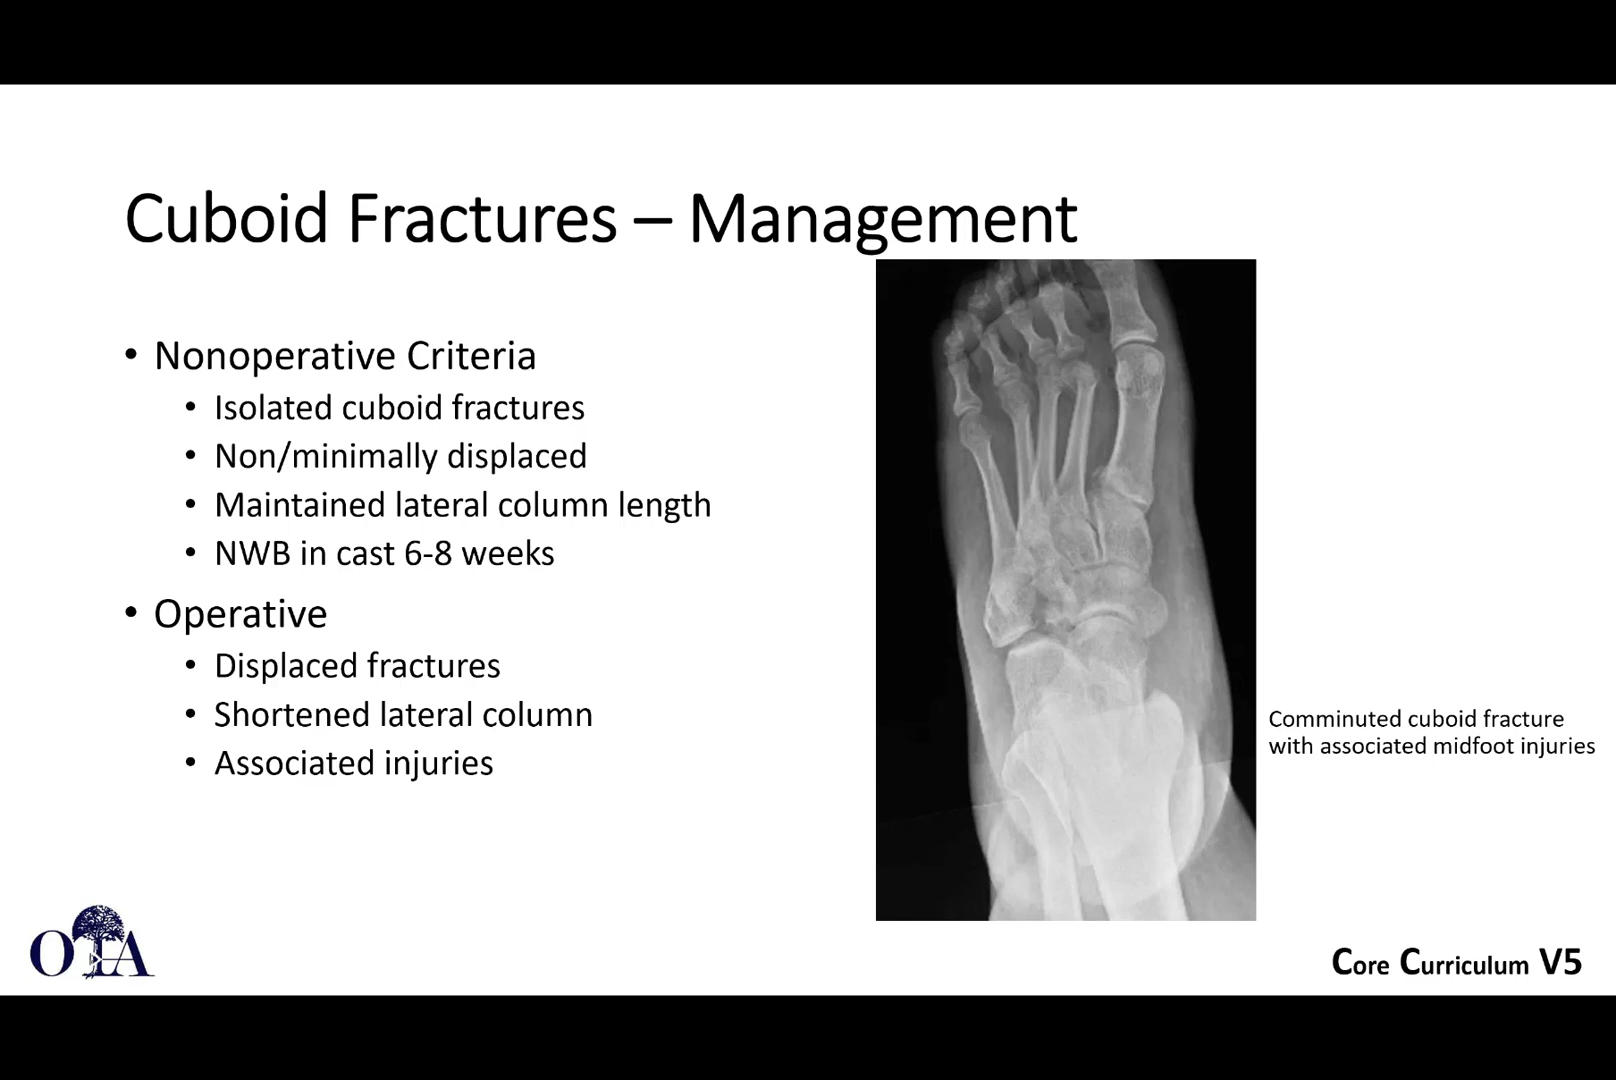 Cuboid Fractures – Management
• Nonoperative Criteria
• Isolated cuboid fractures
• Non/minimally displaced
• Maintained lateral column length
• NWB in cast 6-8 weeks
• Operative
• Displaced fractures
• Shortened lateral column
• Associated injuries
Comminuted cuboid fracture
with associated midfoot injuries
OTA
Core Curriculum V5